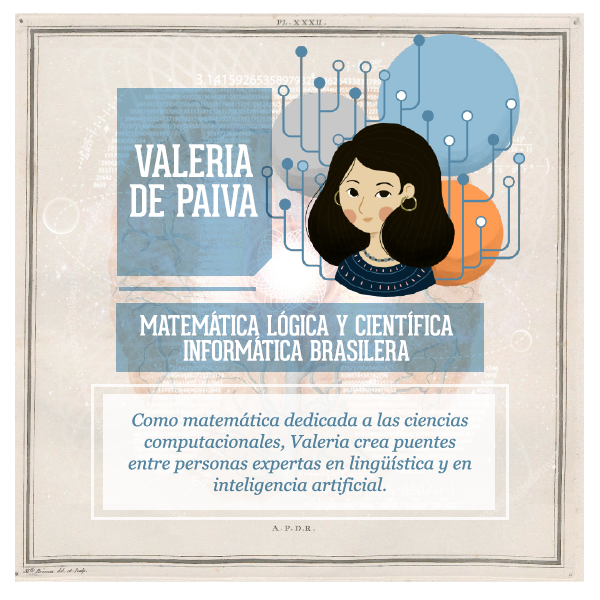 PL. XXXII.
VALERIA
DE PAIVA
MATEMÁTICA LÓGICA Y CIENTÍFICA
INFORMÁTICA BRASILERA
Como matemática dedicada a las ciencias
computacionales, Valeria crea puentes
entre personas expertas en lingüística y en
inteligencia artificial.
A. P. D. R.